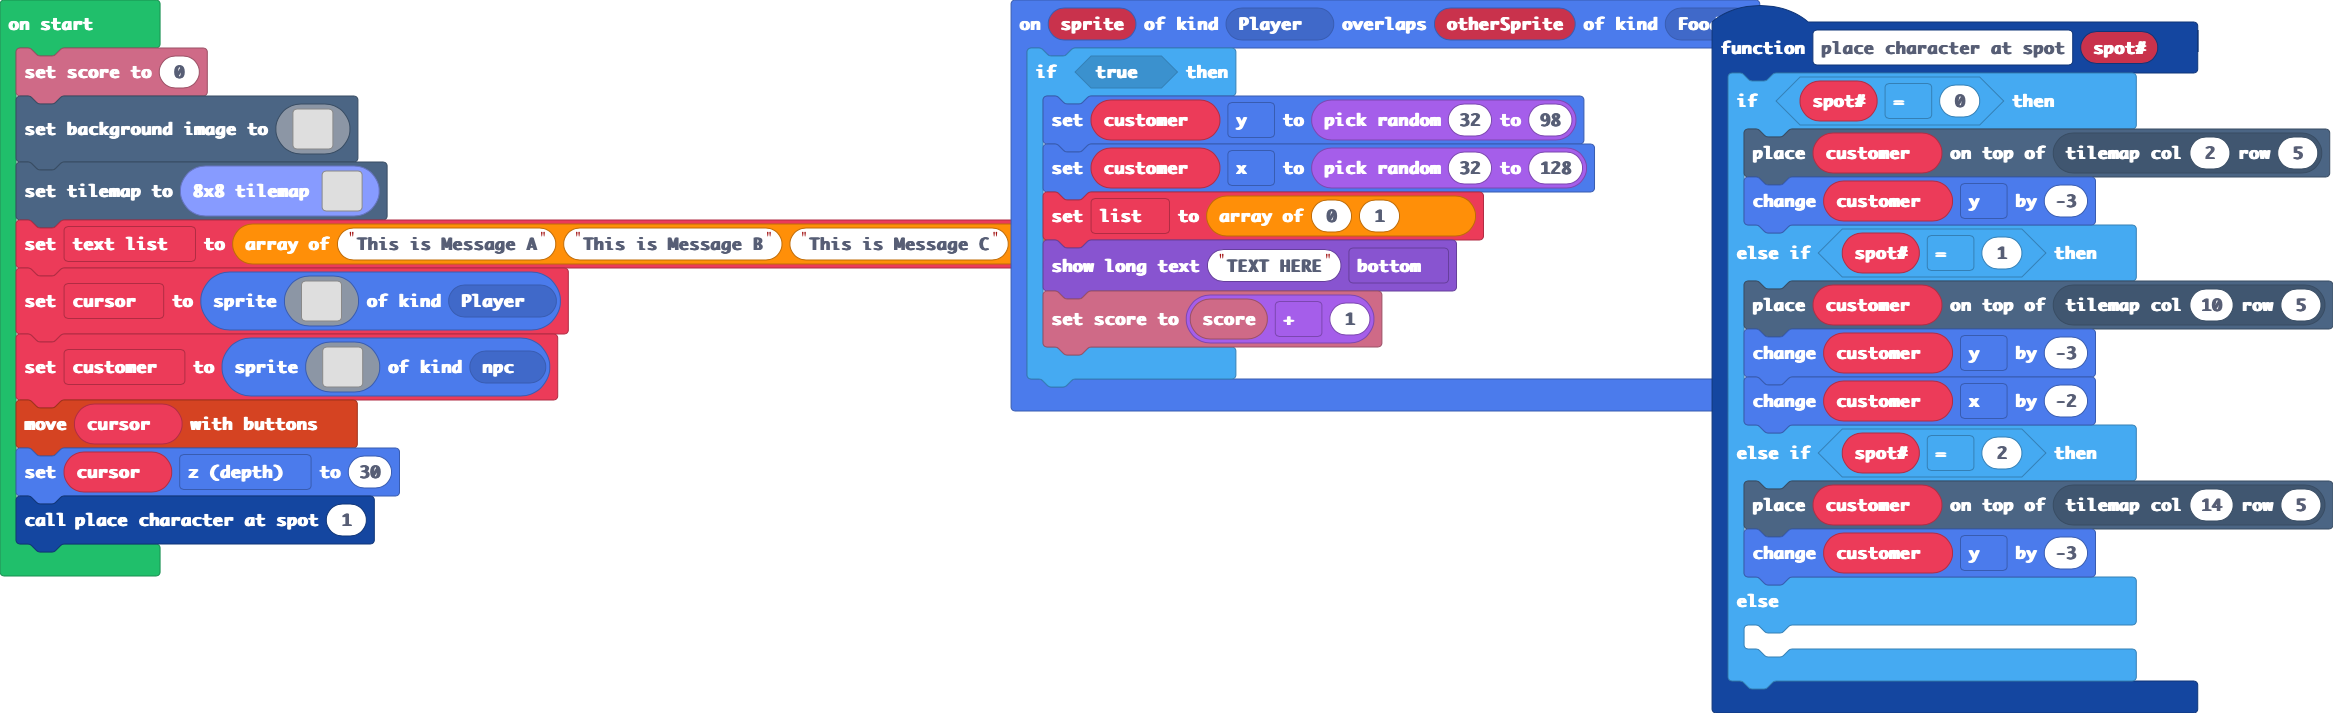 on start
set score to 0
set background image to
set tilemap to 8x8 tilemap
set text list to array of "This is Message A" "This is Message B" "This is Message C"
set cursor to sprite of kind Player
set customer to sprite of kind npc
move cursor with buttons
set cursor z (depth) to 30
call place character at spot 1
on sprite of kind Player overlaps otherSprite of kind
if true then
set customer y to pick random 32 to 98
set customer x to pick random 32 to 128
set list to array of 0 1
show long text "TEXT HERE" bottom
set score to score + 1
function place character at spot spot#
if spot# = 0 then
place customer on top of tilemap col 2 row 5
change customer y by -3
else if spot# = 1 then
place customer on top of tilemap col 10 row 5
change customer y by -3
change customer x by -2
else if spot# = 2 then
place customer on top of tilemap col 14 row 5
change customer y by -3
else